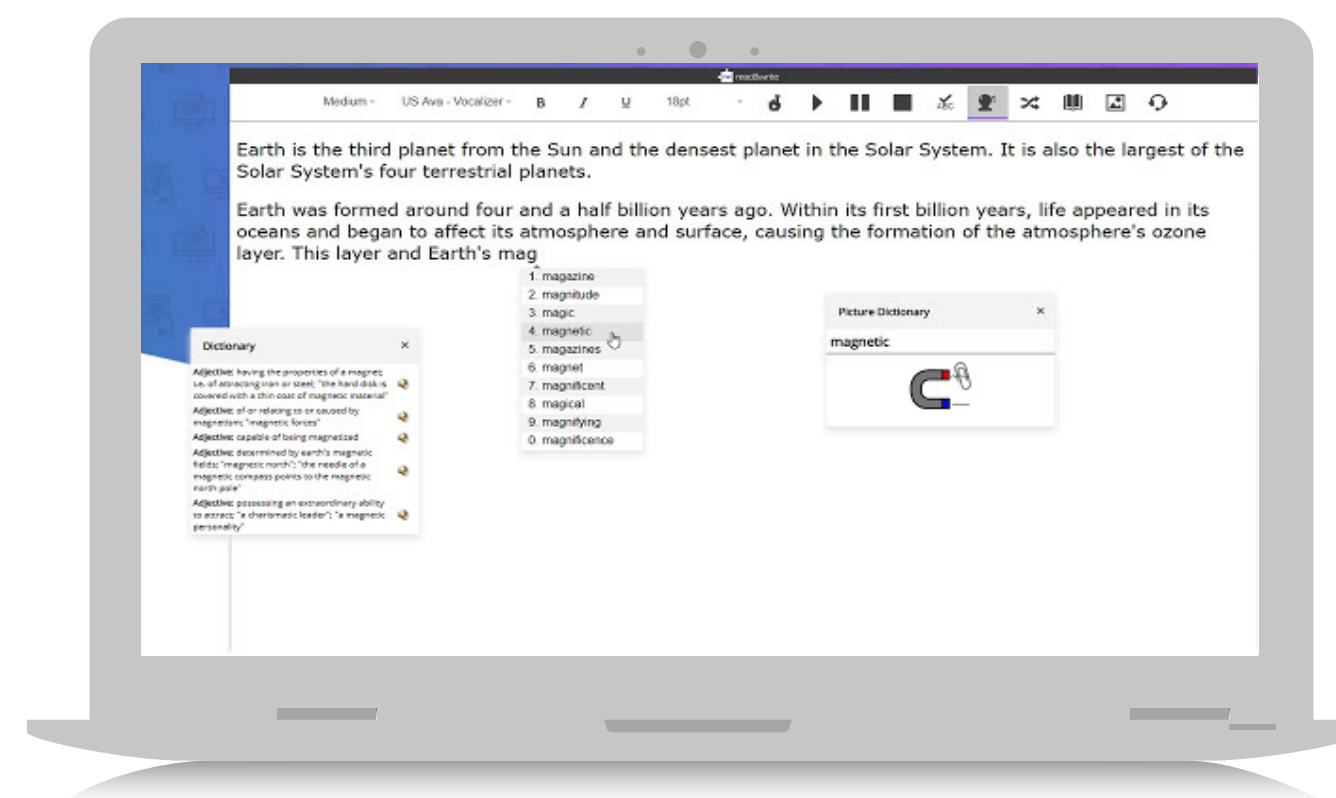 read&write
Medium US Ava - Vocalizer B I U 18pt ABC
Earth is the third planet from the Sun and the densest planet in the Solar System. It is also the largest of the
Solar System's four terrestrial planets.
Earth was formed around four and a half billion years ago. Within its first billion years, life appeared in its
oceans and began to affect its atmosphere and surface, causing the formation of the atmosphere's ozone
layer. This layer and Earth's mag
1. magazine
2. magnitude
3. magic
4. magnetic
5. magazines
6. magnet
7. magnificent
8. magical
9. magnifying
0. magnificence
Dictionary ×
Adjective: having the properties of a magnet;
i.e. of attracting iron or steel; "the hard disk is
covered with a thin coat of magnetic material"
Adjective: of or relating to or caused by
magnetism; "magnetic forces"
Adjective: capable of being magnetized
Adjective: determined by earth's magnetic
fields; "magnetic north"; "the needle of a
magnetic compass points to the magnetic
north pole"
Adjective: possessing an extraordinary ability
to attract; "a charismatic leader"; "a magnetic
personality"
Picture Dictionary ×
magnetic